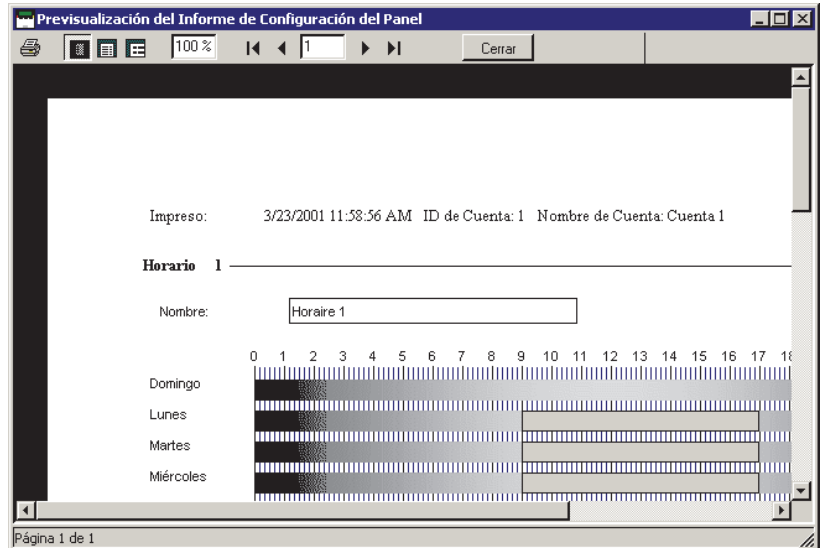 Previsualización del Informe de Configuración del Panel
100 %
1
Cerrar
Impreso: 3/23/2001 11:58:56 AM ID de Cuenta: 1 Nombre de Cuenta: Cuenta 1
Horario 1
Nombre: Horaire 1
0 1 2 3 4 5 6 7 8 9 10 11 12 13 14 15 16 17 18
Domingo
Lunes
Martes
Miércoles
Página 1 de 1